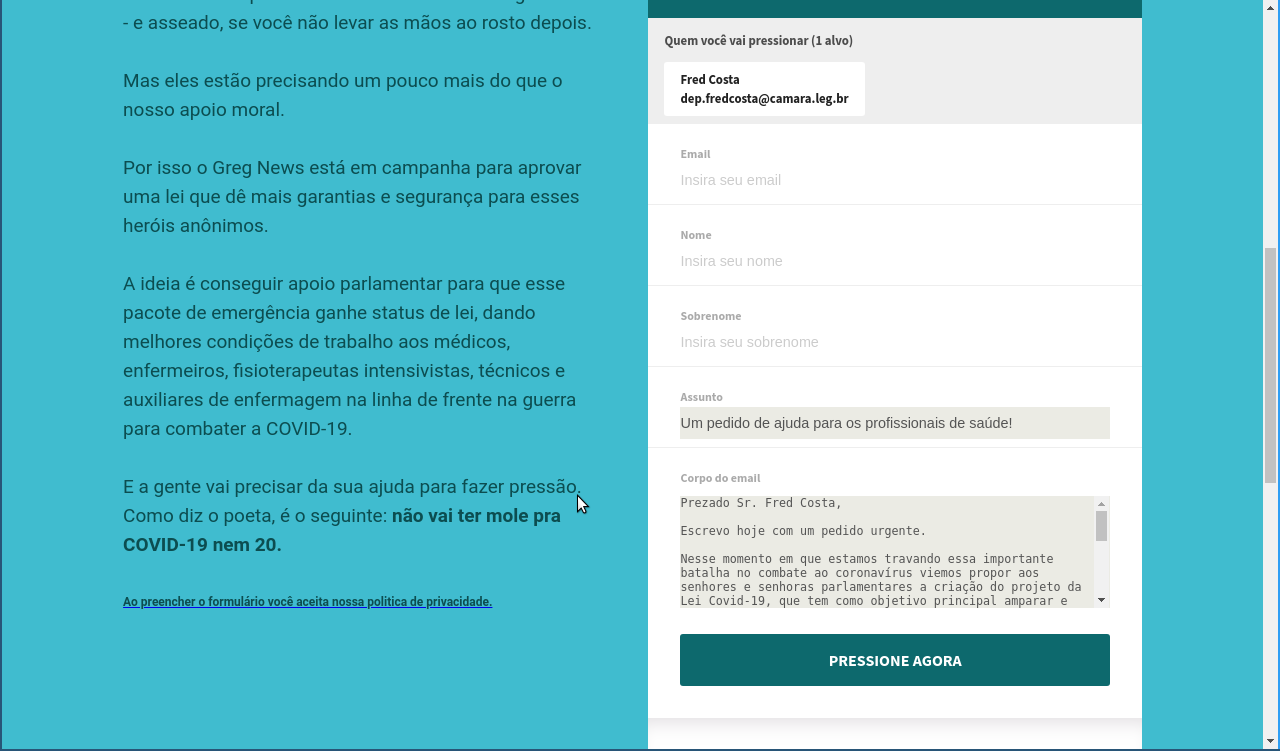 - e asseado, se você não levar as mãos ao rosto depois.
Mas eles estão precisando um pouco mais do que o
nosso apoio moral.
Por isso o Greg News está em campanha para aprovar
uma lei que dê mais garantias e segurança para esses
heróis anônimos.
A ideia é conseguir apoio parlamentar para que esse
pacote de emergência ganhe status de lei, dando
melhores condições de trabalho aos médicos,
enfermeiros, fisioterapeutas intensivistas, técnicos e
auxiliares de enfermagem na linha de frente na guerra
para combater a COVID-19.
E a gente vai precisar da sua ajuda para fazer pressão.
Como diz o poeta, é o seguinte: não vai ter mole pra
COVID-19 nem 20.
Ao preencher o formulário você aceita nossa politica de privacidade.
Quem você vai pressionar (1 alvo)
Fred Costa
dep.fredcosta@camara.leg.br
Email
Insira seu email
Nome
Insira seu nome
Sobrenome
Insira seu sobrenome
Assunto
Um pedido de ajuda para os profissionais de saúde!
Corpo do email
Prezado Sr. Fred Costa,
Escrevo hoje com um pedido urgente.
Nesse momento em que estamos travando essa importante
batalha no combate ao coronavírus viemos propor aos
senhores e senhoras parlamentares a criação do projeto da
Lei Covid-19, que tem como objetivo principal amparar e
PRESSIONE AGORA